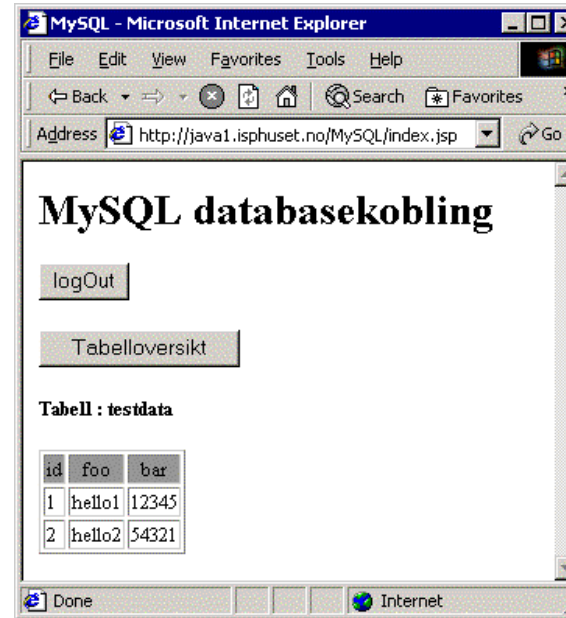 MySQL - Microsoft Internet Explorer
File Edit View Favorites Tools Help
Back Search Favorites
Address http://java1.isphuset.no/MySQL/index.jsp Go
MySQL databasekobling
logOut
Tabelloversikt
Tabell : testdata
id foo bar
1 hello1 12345
2 hello2 54321
Done Internet